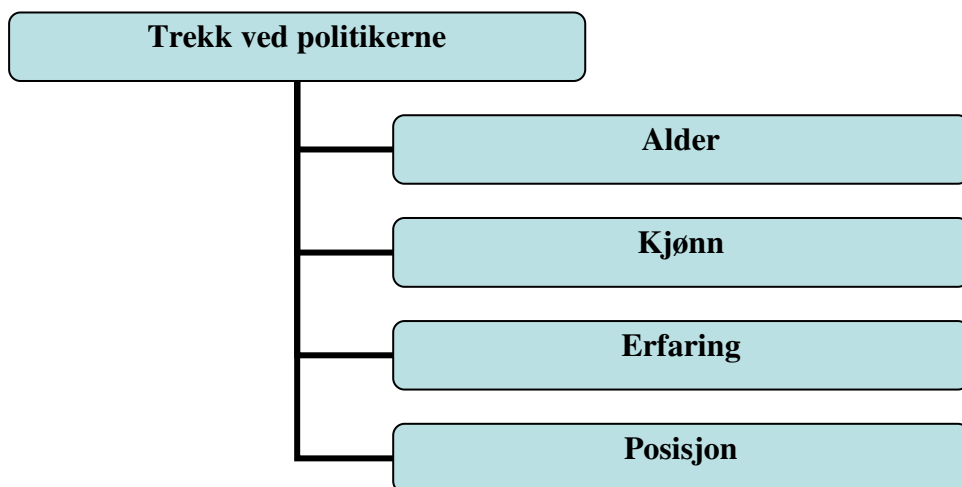 Trekk ved politikerne
Alder
Kjønn
Erfaring
Posisjon